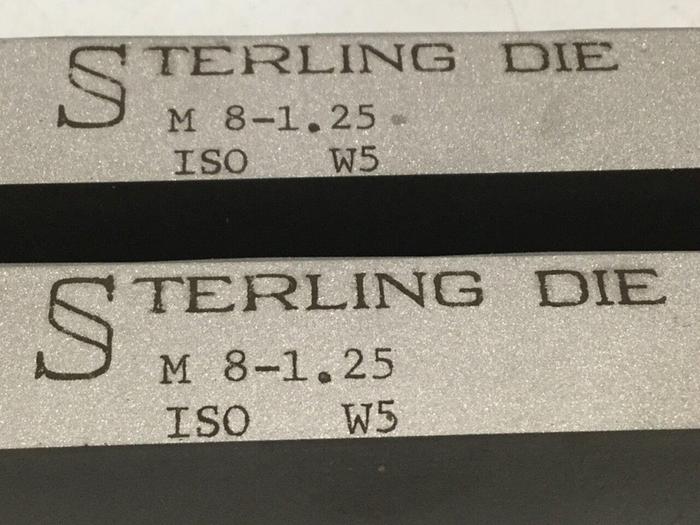 STERLING DIE
M 8-1.25
ISO W5
STERLING DIE
M 8-1.25
ISO W5